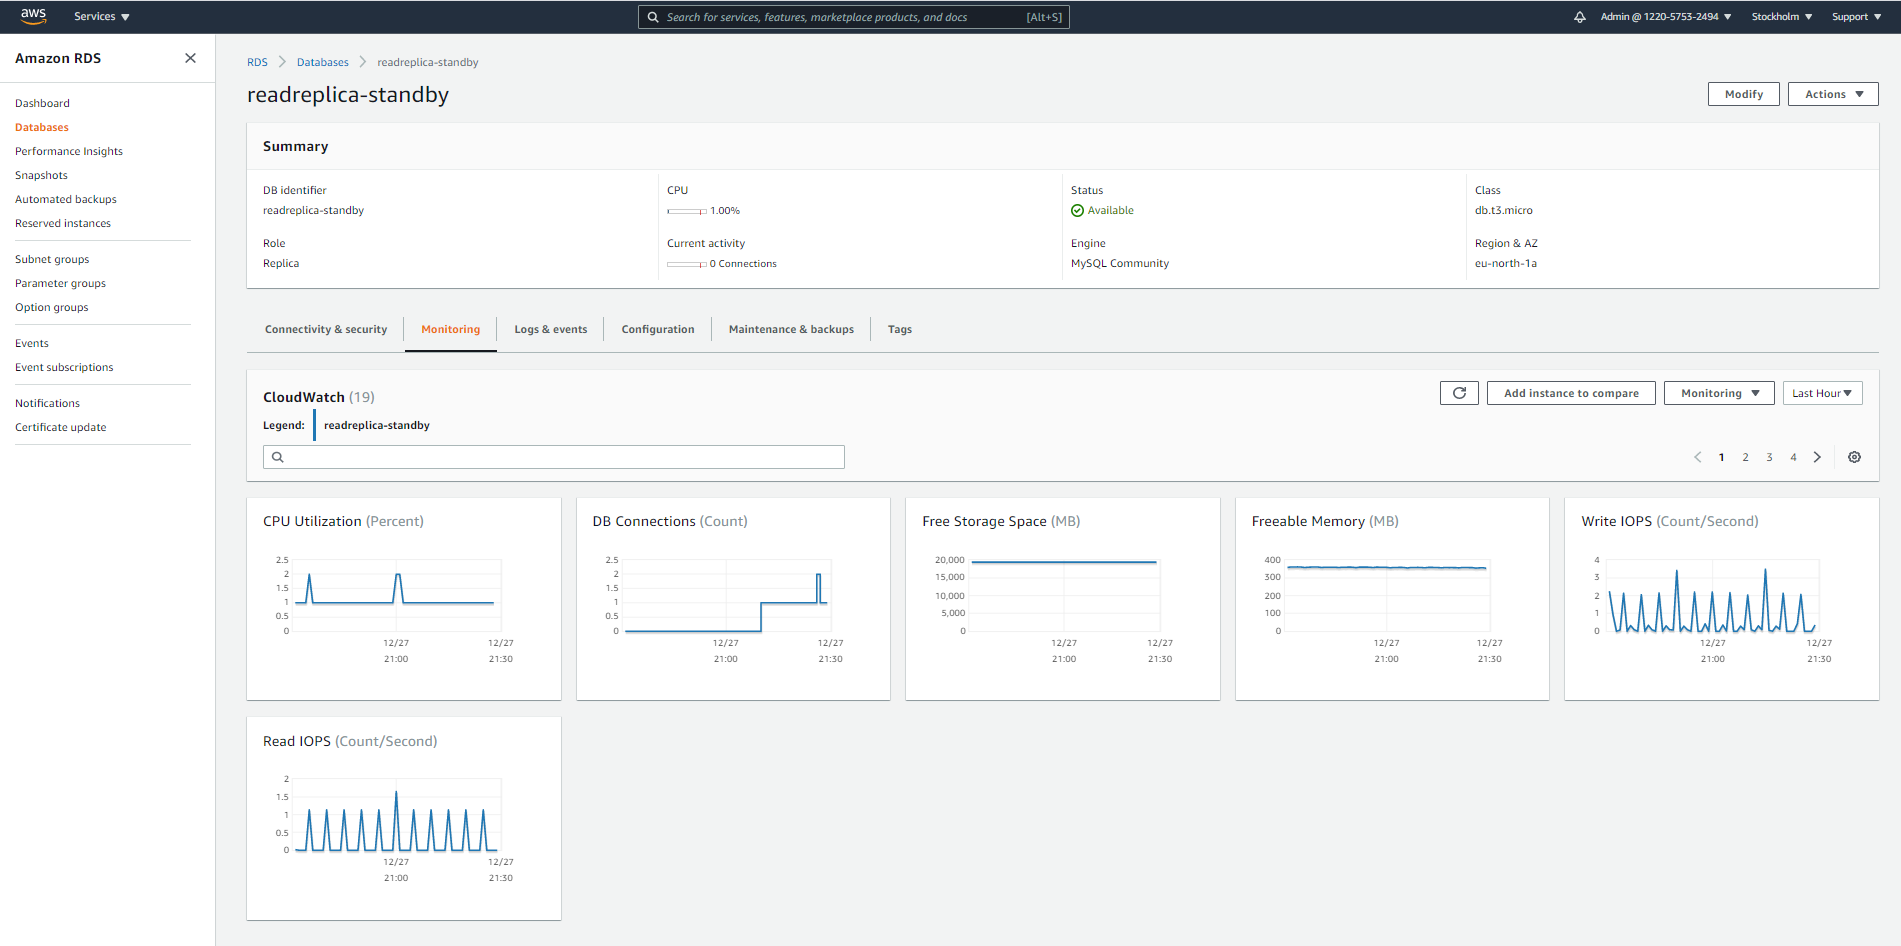 aws
Services
Search for services, features, marketplace products, and docs
[Alt+S]
Admin @ 1220-5753-2494
Stockholm
Support
Amazon RDS
Dashboard
Databases
Performance Insights
Snapshots
Automated backups
Reserved instances
Subnet groups
Parameter groups
Option groups
Events
Event subscriptions
Notifications
Certificate update
RDS
Databases
readreplica-standby
readreplica-standby
Modify
Actions
Summary
DB identifier
readreplica-standby
CPU
1.00%
Status
Available
Class
db.t3.micro
Role
Replica
Current activity
0 Connections
Engine
MySQL Community
Region & AZ
eu-north-1a
Connectivity & security
Monitoring
Logs & events
Configuration
Maintenance & backups
Tags
CloudWatch (19)
Add instance to compare
Monitoring
Last Hour
Legend:
readreplica-standby
1 2 3 4
CPU Utilization (Percent)
2.5
2
1.5
1
0.5
0
12/27 12/27
21:00 21:30
DB Connections (Count)
2.5
2
1.5
1
0.5
0
12/27 12/27
21:00 21:30
Free Storage Space (MB)
20,000
15,000
10,000
5,000
0
12/27 12/27
21:00 21:30
Freeable Memory (MB)
400
300
200
100
0
12/27 12/27
21:00 21:30
Write IOPS (Count/Second)
4
3
2
1
0
12/27 12/27
21:00 21:30
Read IOPS (Count/Second)
2
1.5
1
0.5
0
12/27 12/27
21:00 21:30